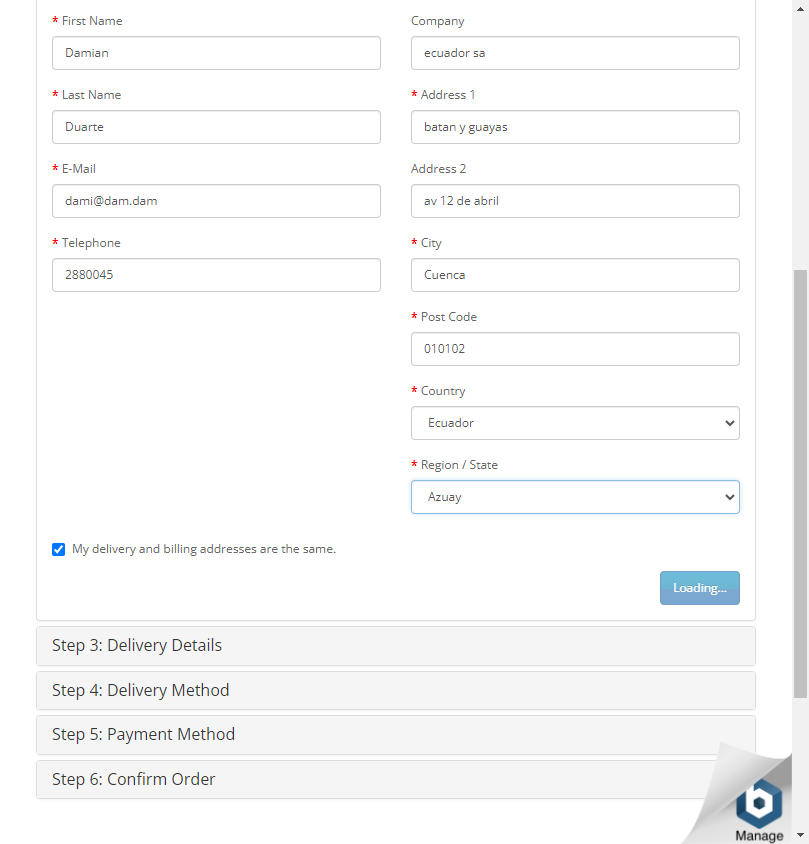 * First Name
Damian
* Last Name
Duarte
* E-Mail
dami@dam.dam
* Telephone
2880045
Company
ecuador sa
* Address 1
batan y guayas
Address 2
av 12 de abril
* City
Cuenca
* Post Code
010102
* Country
Ecuador
* Region / State
Azuay
My delivery and billing addresses are the same.
Loading...
Step 3: Delivery Details
Step 4: Delivery Method
Step 5: Payment Method
Step 6: Confirm Order
Manage